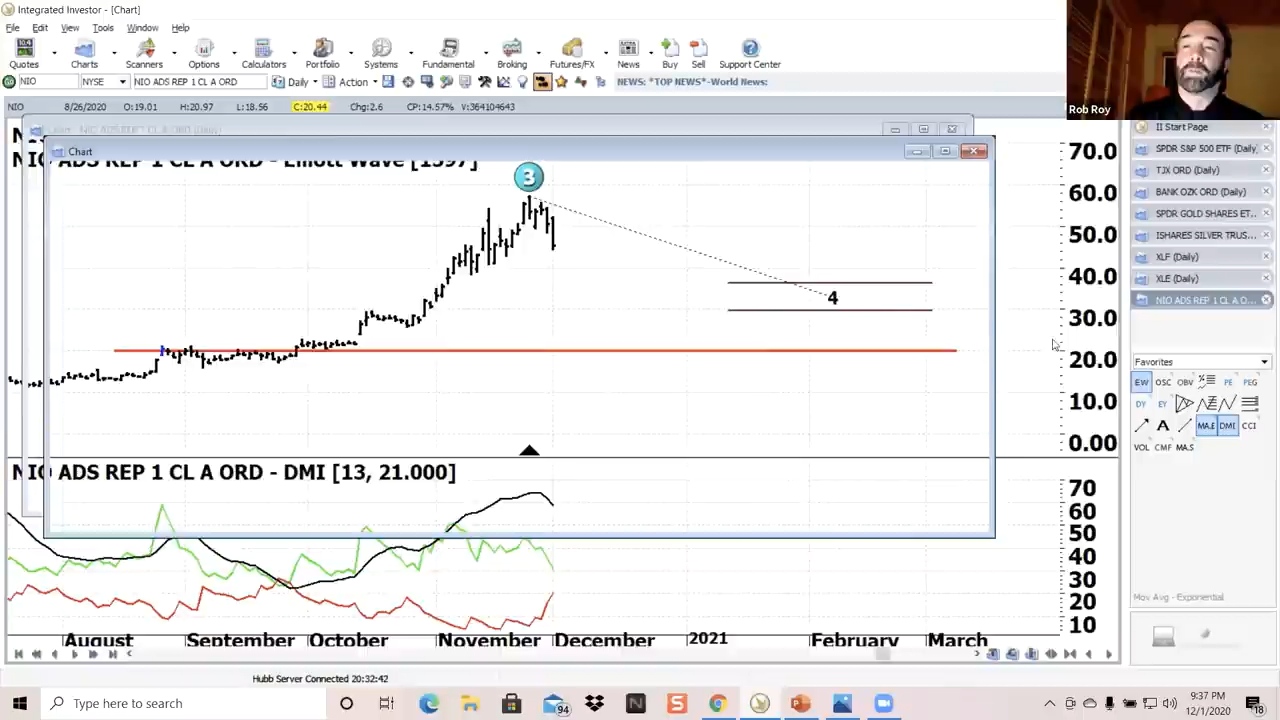 Integrated Investor - [Chart]
File Edit View Tools Window Help
Quotes Charts Scanners Options Calculators Portfolio Systems Fundamental Broking Futures/FX News Buy Sell Support Center
NIO NYSE NIO ADS REP 1 CL A ORD Daily Action NEWS: *TOP NEWS*-World News:
Rob Roy
NIO 8/26/2020 O:19.01 H:20.97 L:18.56 C:20.44 Chg:2.6 CP:14.57% V:364104643
Chart
NIO ADS REP 1 CL A ORD - Elliott Wave [1597]
3
4
70.0
60.0
50.0
40.0
30.0
20.0
10.0
0.00
NIO ADS REP 1 CL A ORD - DMI [13, 21.000]
70
60
50
40
30
20
10
August September October November December 2021 February March
II Start Page
SPDR S&P 500 ETF (Daily)
TJX ORD (Daily)
BANK OZK ORD (Daily)
SPDR GOLD SHARES ET...
ISHARES SILVER TRUS...
XLF (Daily)
XLE (Daily)
NIO ADS REP 1 CL A O...
Favorites
EW OSC OBV PE PEG
DY EY
A MA.E DMI CCI
VOL CMF MA.S
Mov Avg - Exponential
Hubb Server Connected 20:32:42
Type here to search
94
9:37 PM
12/1/2020
18